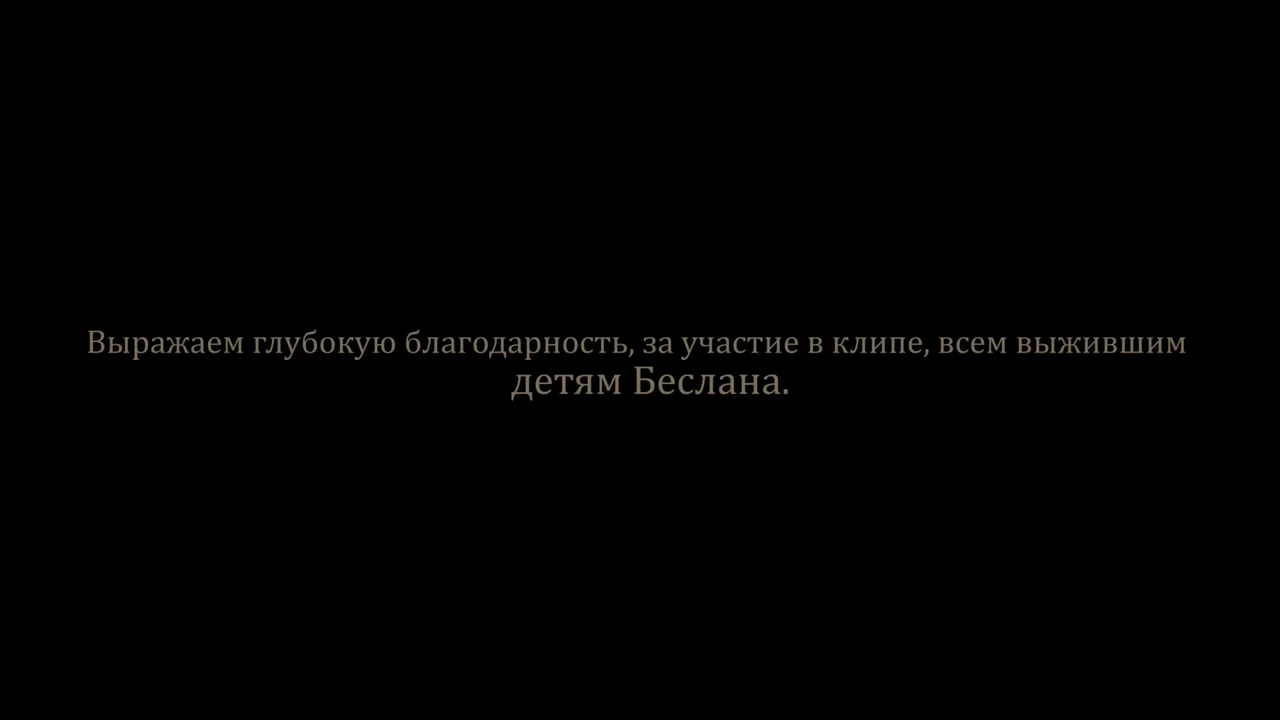 Выражаем глубокую благодарность, за участие в клипе, всем выжившим
детям Беслана.